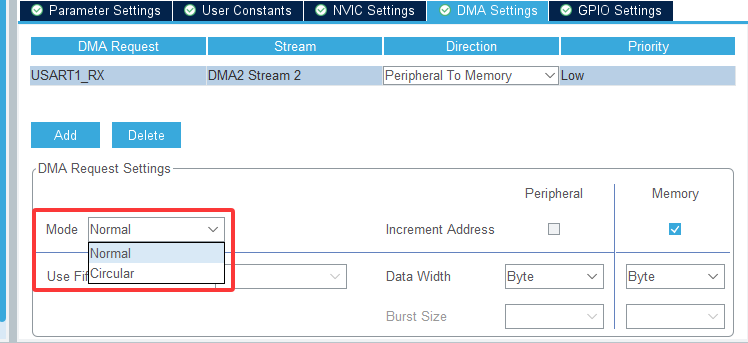 Parameter Settings User Constants NVIC Settings DMA Settings GPIO Settings
DMA Request Stream Direction Priority
USART1_RX DMA2 Stream 2 Peripheral To Memory Low
Add Delete
DMA Request Settings
Peripheral Memory
Mode Normal Increment Address
Normal
Circular
Use Fif Data Width Byte Byte
Burst Size